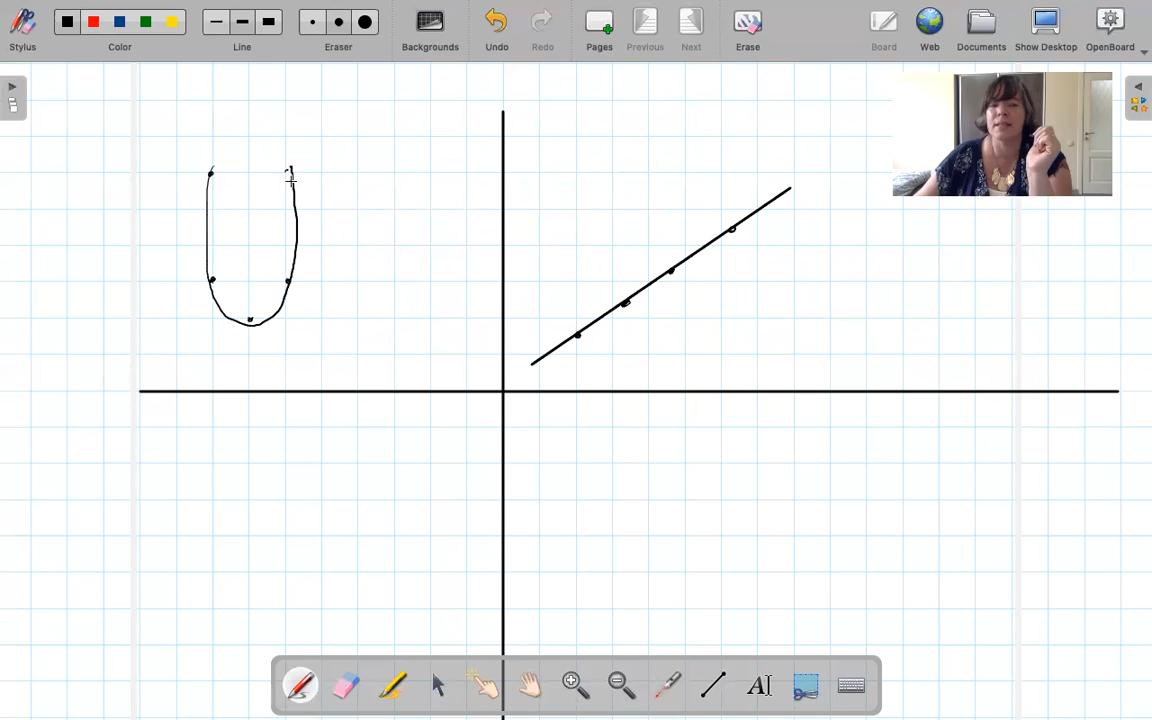 Stylus
Color
Line
Eraser
Backgrounds
Undo
Redo
Pages
Previous
Next
Erase
Board
Web
Documents
Show Desktop
OpenBoard
A